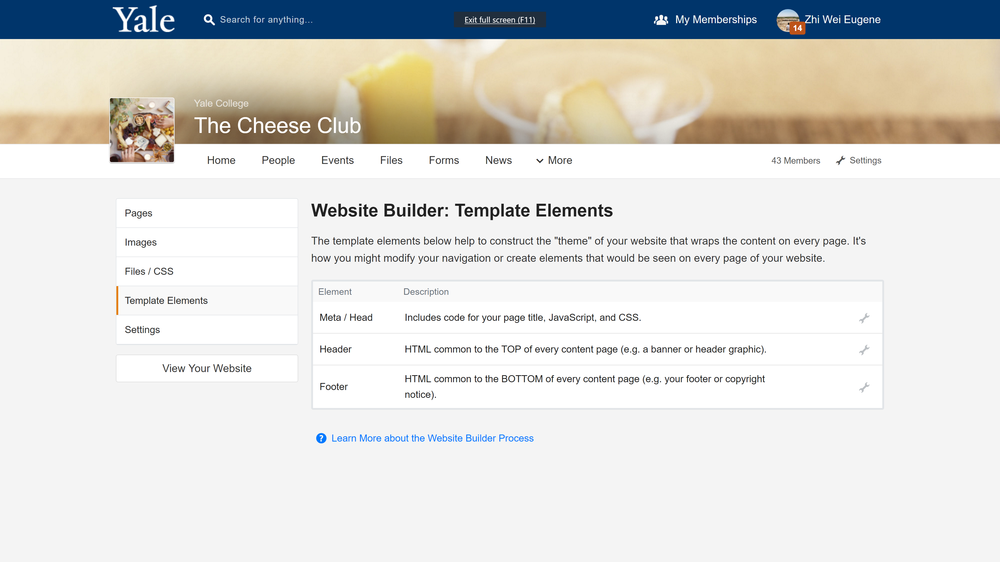 Yale
Search for anything...
Exit full screen (F11)
My Memberships
14
Zhi Wei Eugene
Yale College
The Cheese Club
Home
People
Events
Files
Forms
News
More
43 Members
Settings
Pages
Images
Files / CSS
Template Elements
Settings
View Your Website
Website Builder: Template Elements
The template elements below help to construct the "theme" of your website that wraps the content on every page. It's
how you might modify your navigation or create elements that would be seen on every page of your website.
Element
Description
Meta / Head
Includes code for your page title, JavaScript, and CSS.
Header
HTML common to the TOP of every content page (e.g. a banner or header graphic).
Footer
HTML common to the BOTTOM of every content page (e.g. your footer or copyright
notice).
? Learn More about the Website Builder Process